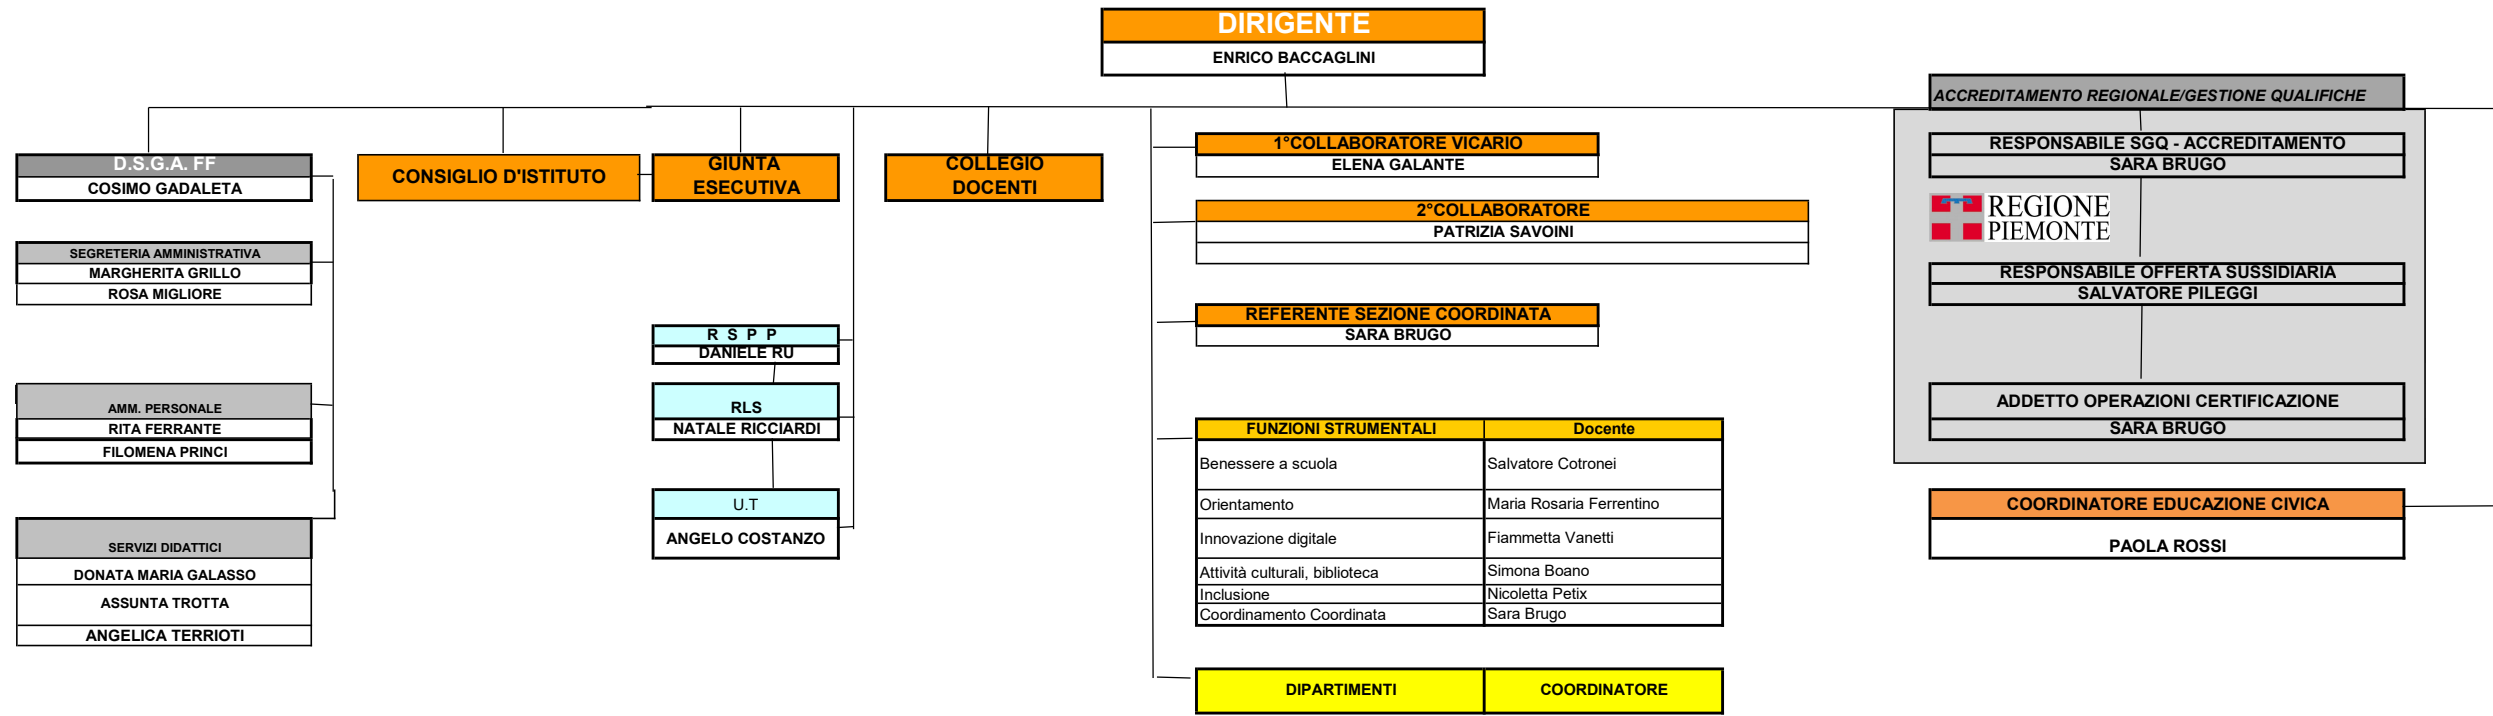 DIRIGENTE
ENRICO BACCAGLINI
D.S.G.A. FF
COSIMO GADALETA
SEGRETERIA AMMINISTRATIVA
MARGHERITA GRILLO
ROSA MIGLIORE
AMM. PERSONALE
RITA FERRANTE
FILOMENA PRINCI
SERVIZI DIDATTICI
DONATA MARIA GALASSO
ASSUNTA TROTTA
ANGELICA TERRIOTI
CONSIGLIO D'ISTITUTO
GIUNTA
ESECUTIVA
R S P P
DANIELE RU
RLS
NATALE RICCIARDI
U.T
ANGELO COSTANZO
COLLEGIO
DOCENTI
1°COLLABORATORE VICARIO
ELENA GALANTE
2°COLLABORATORE
PATRIZIA SAVOINI
REFERENTE SEZIONE COORDINATA
SARA BRUGO
FUNZIONI STRUMENTALI Docente
Benessere a scuola Salvatore Cotronei
Orientamento Maria Rosaria Ferrentino
Innovazione digitale Fiammetta Vanetti
Attività culturali, biblioteca Simona Boano
Inclusione Nicoletta Petix
Coordinamento Coordinata Sara Brugo
DIPARTIMENTI COORDINATORE
ACCREDITAMENTO REGIONALE/GESTIONE QUALIFICHE
RESPONSABILE SGQ - ACCREDITAMENTO
SARA BRUGO
REGIONE
PIEMONTE
RESPONSABILE OFFERTA SUSSIDIARIA
SALVATORE PILEGGI
ADDETTO OPERAZIONI CERTIFICAZIONE
SARA BRUGO
COORDINATORE EDUCAZIONE CIVICA
PAOLA ROSSI